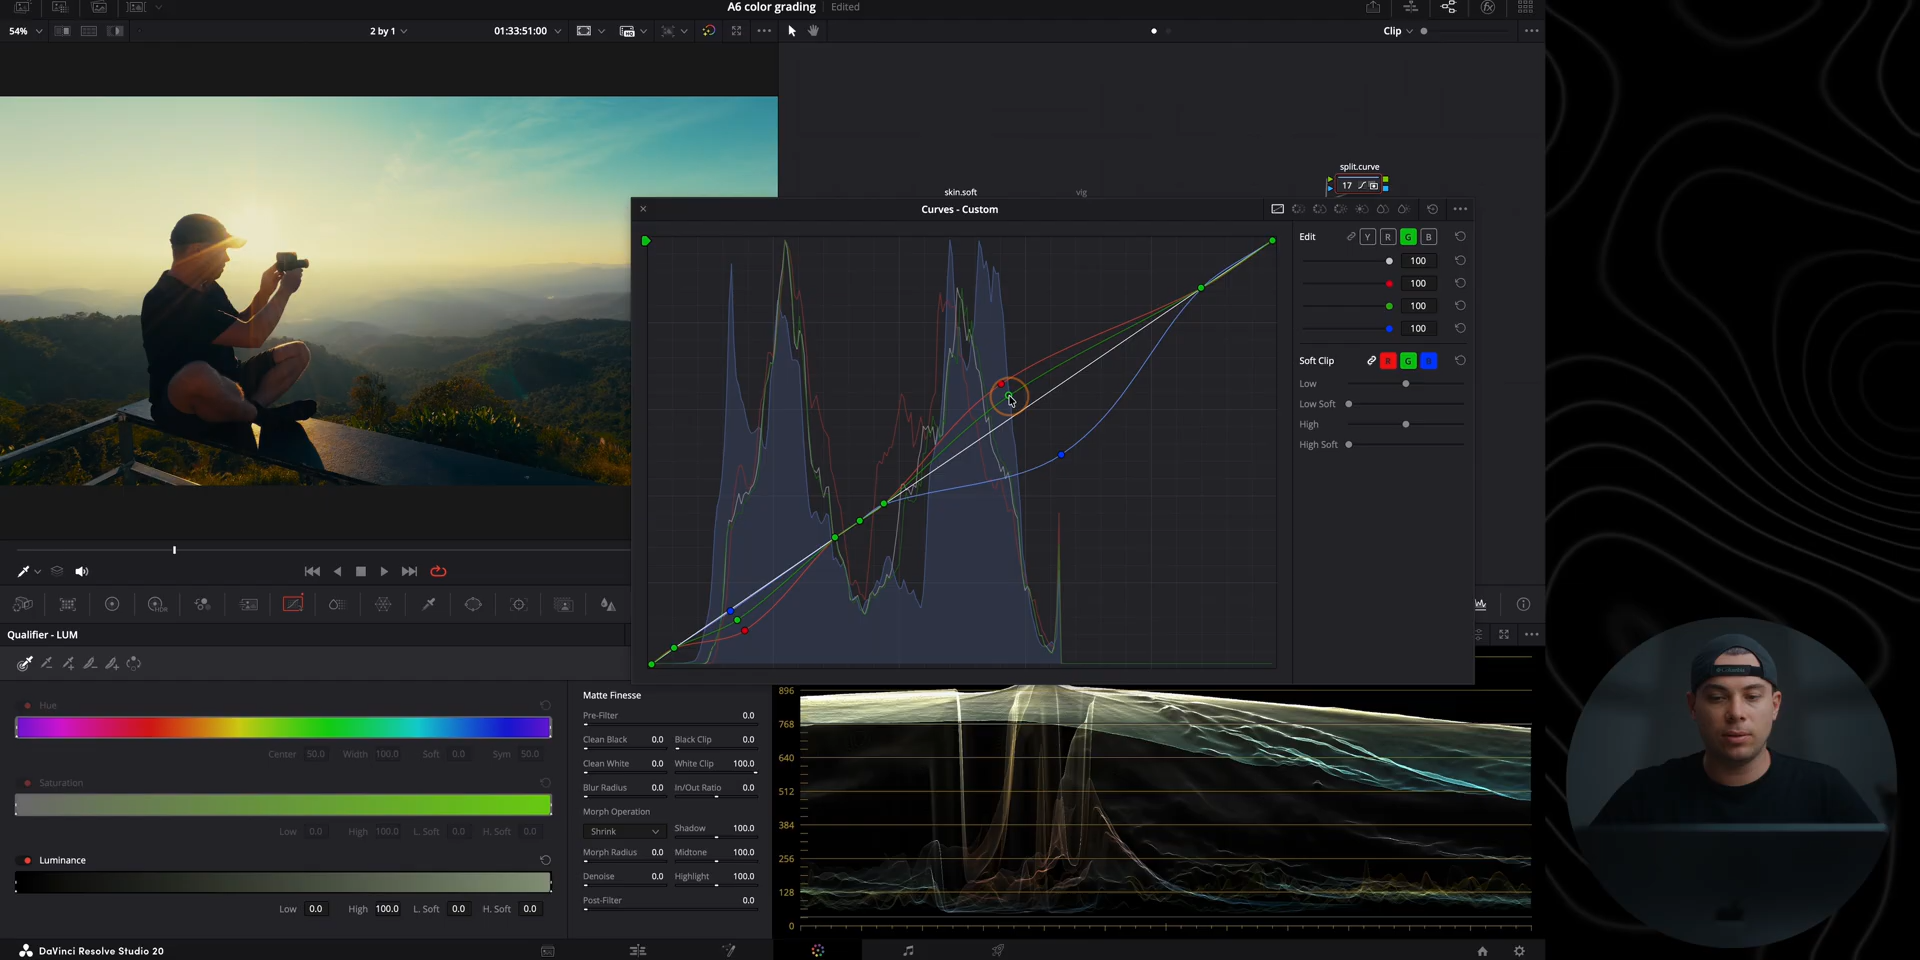 A6 color grading Edited
54% 2 by 1 01:33:51:00 Clip
split.curve
17
skin.soft vig
Curves - Custom
Edit Y R G B
100
100
100
100
Soft Clip R G B
Low
Low Soft
High
High Soft
Qualifier - LUM
Hue
Center 50.0 Width 100.0 Soft 0.0 Sym 50.0
Saturation
Low 0.0 High 100.0 L. Soft 0.0 H. Soft 0.0
Luminance
Low 0.0 High 100.0 L. Soft 0.0 H. Soft 0.0
Matte Finesse
Pre-Filter 0.0
Clean Black 0.0 Black Clip 0.0
Clean White 0.0 White Clip 100.0
Blur Radius 0.0 In/Out Ratio 0.0
Morph Operation
Shrink Shadow 100.0
Morph Radius 0.0 Midtone 100.0
Denoise 0.0 Highlight 100.0
Post-Filter 0.0
896
768
640
512
384
256
128
0
DaVinci Resolve Studio 20